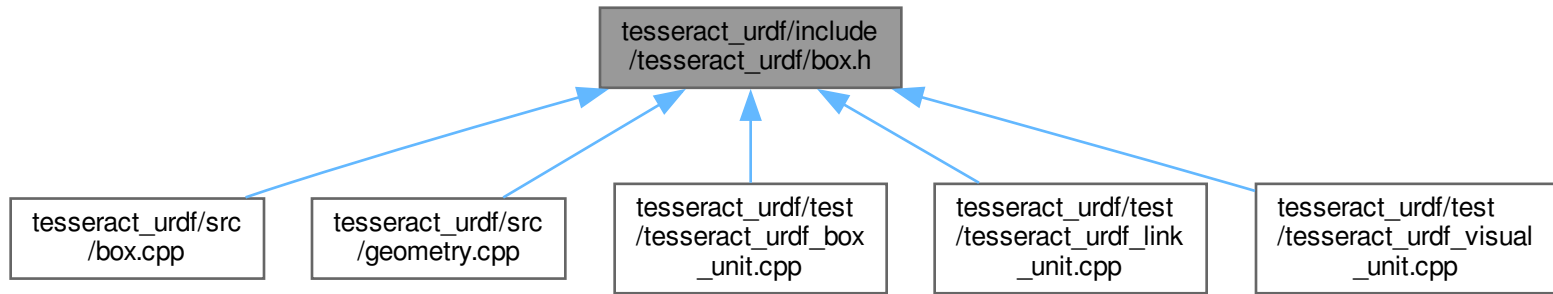 tesseract_urdf/include
/tesseract_urdf/box.h
tesseract_urdf/src
/box.cpp
tesseract_urdf/src
/geometry.cpp
tesseract_urdf/test
/tesseract_urdf_box
_unit.cpp
tesseract_urdf/test
/tesseract_urdf_link
_unit.cpp
tesseract_urdf/test
/tesseract_urdf_visual
_unit.cpp